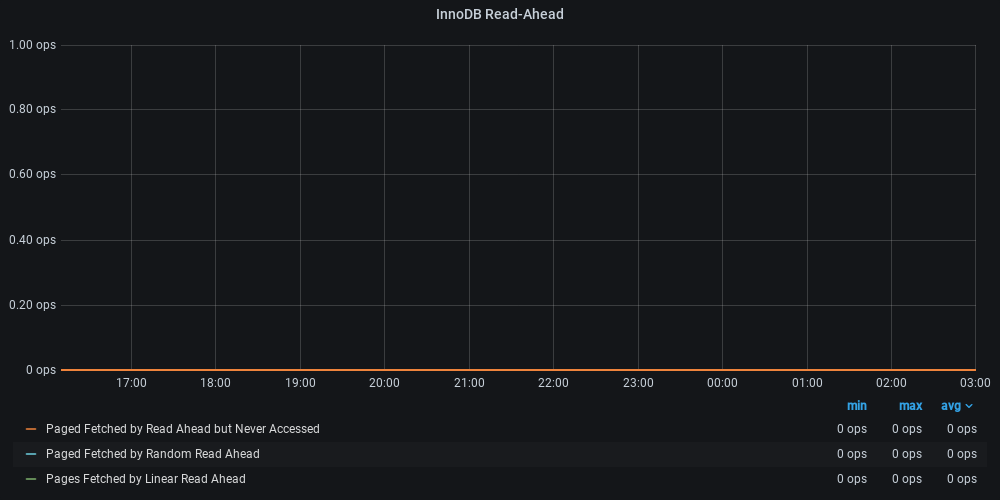 InnoDB Read-Ahead
1.00 ops
0.80 ops
0.60 ops
0.40 ops
0.20 ops
0 ops
17:00 18:00 19:00 20:00 21:00 22:00 23:00 00:00 01:00 02:00 03:00
min max avg
Paged Fetched by Read Ahead but Never Accessed 0 ops 0 ops 0 ops
Paged Fetched by Random Read Ahead 0 ops 0 ops 0 ops
Pages Fetched by Linear Read Ahead 0 ops 0 ops 0 ops